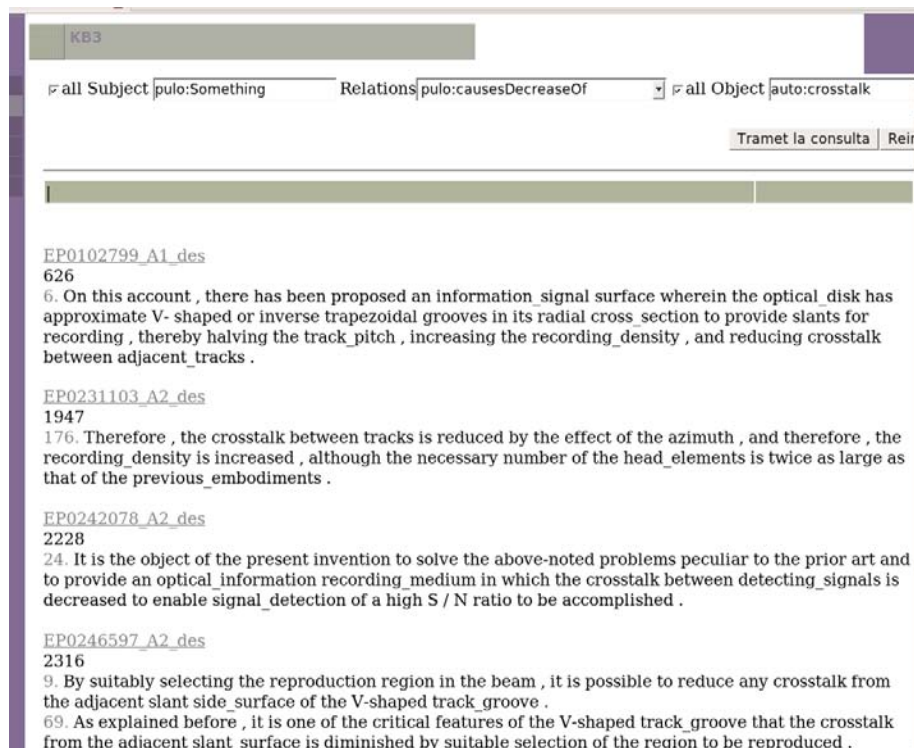 KB3
all Subject pulo:Something Relations pulo:causesDecreaseOf all Object auto:crosstalk
Tramet la consulta
EP0102799_A1_des
626
6. On this account , there has been proposed an information_signal surface wherein the optical_disk has
approximate V- shaped or inverse trapezoidal grooves in its radial cross_section to provide slants for
recording , thereby halving the track_pitch , increasing the recording_density , and reducing crosstalk
between adjacent_tracks .
EP0231103_A2_des
1947
176. Therefore , the crosstalk between tracks is reduced by the effect of the azimuth , and therefore , the
recording_density is increased , although the necessary number of the head_elements is twice as large as
that of the previous_embodiments .
EP0242078_A2_des
2228
24. It is the object of the present invention to solve the above-noted problems peculiar to the prior art and
to provide an optical_information recording_medium in which the crosstalk between detecting_signals is
decreased to enable signal_detection of a high S / N ratio to be accomplished .
EP0246597_A2_des
2316
9. By suitably selecting the reproduction region in the beam , it is possible to reduce any crosstalk from
the adjacent slant side_surface of the V-shaped track_groove .
69. As explained before , it is one of the critical features of the V-shaped track_groove that the crosstalk
from the adjacent slant_surface is diminished by suitable selection of the region to be reproduced .